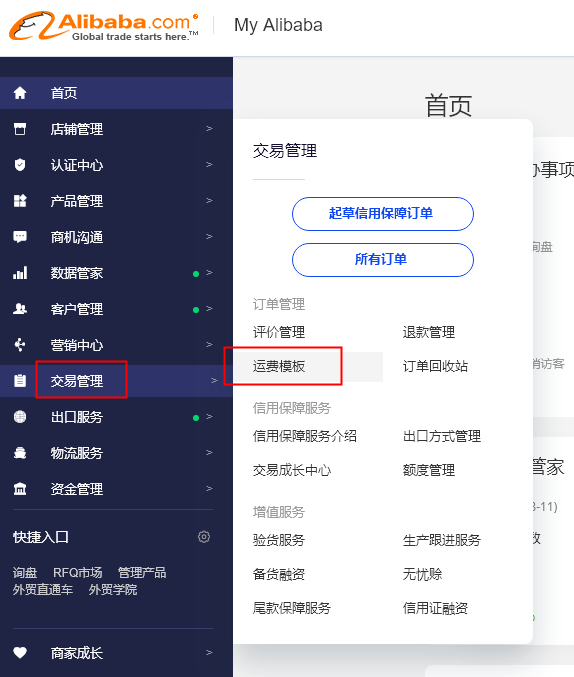 Alibaba.com
Global trade starts here.™
My Alibaba
首页
店铺管理 >
认证中心 >
产品管理 >
商机沟通 >
数据管家 >
客户管理 >
营销中心 >
交易管理 >
出口服务 >
物流服务 >
资金管理 >
快捷入口
询盘 RFQ市场 管理产品
外贸直通车 外贸学院
商家成长 >
首页
交易管理
起草信用保障订单
所有订单
订单管理
评价管理 退款管理
运费模板 订单回收站
信用保障服务
信用保障服务介绍 出口方式管理
交易成长中心 额度管理
增值服务
验货服务 生产跟进服务
备货融资 无忧赊
尾款保障服务 信用证融资
办事项
询盘
销访客
管家
3-11)
数